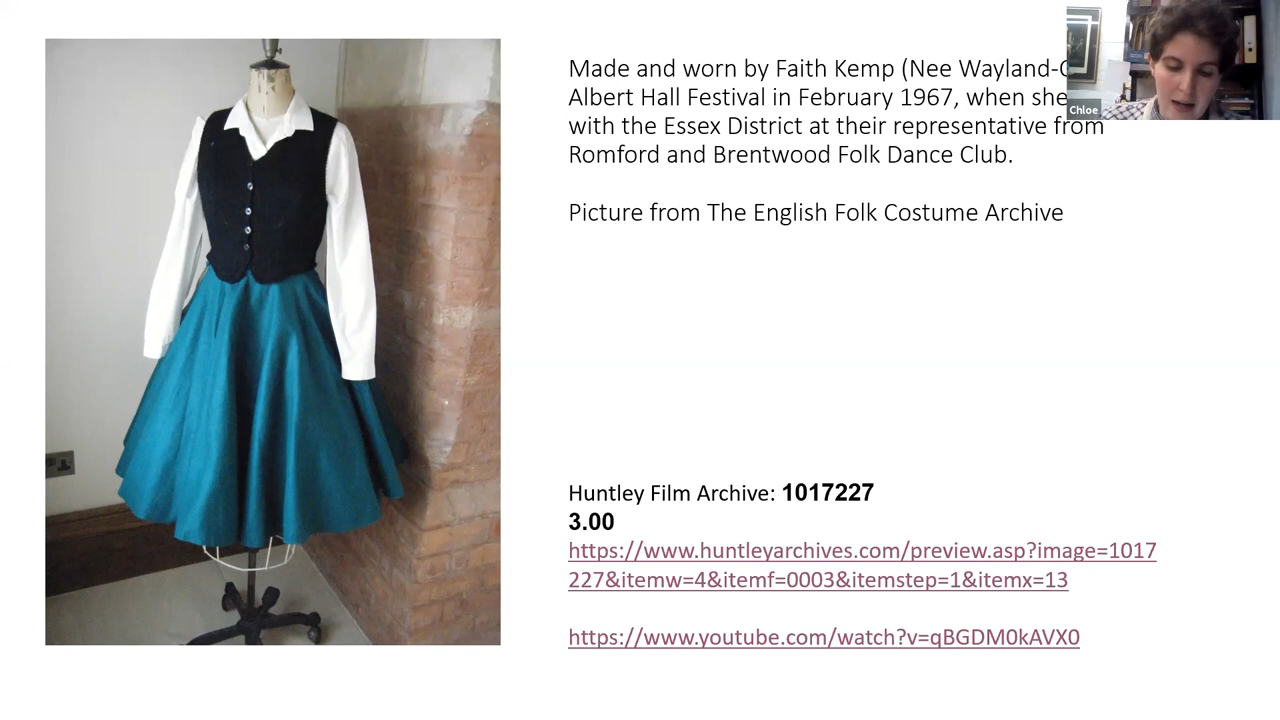 Made and worn by Faith Kemp (Nee Wayland-
Albert Hall Festival in February 1967, when she
with the Essex District at their representative from
Romford and Brentwood Folk Dance Club.
Picture from The English Folk Costume Archive
Chloe
Huntley Film Archive: 1017227
3.00
https://www.huntleyarchives.com/preview.asp?image=1017
227&itemw=4&itemf=0003&itemstep=1&itemx=13
https://www.youtube.com/watch?v=qBGDM0kAVX0